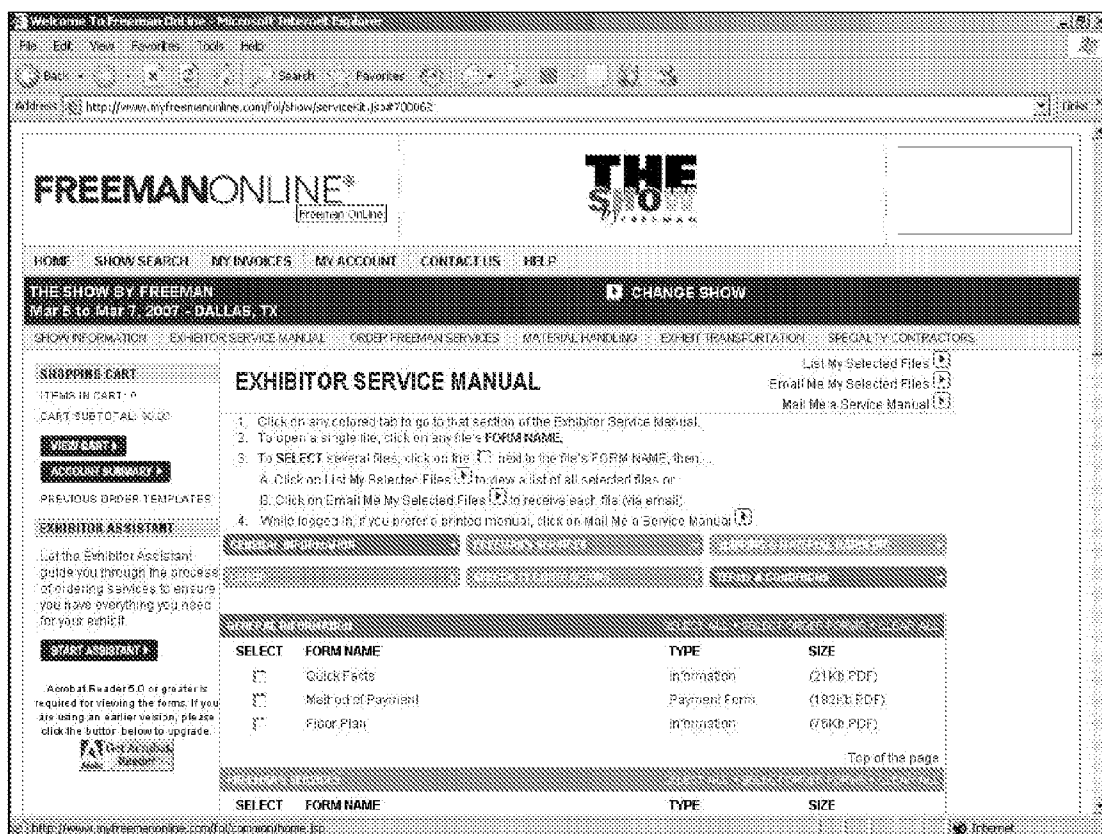 Welcome To Freeman Online - Microsoft Internet Explorer
File Edit View Favorites Tools Help
Back Search Favorites
Address http://www.myfreemanonline.com/fol/show/servicekit.jsp#700062 Links
FREEMANONLINE®
Freeman OnLine
THE
SHOW
BY FREEMAN
HOME SHOW SEARCH MY INVOICES MY ACCOUNT CONTACT US HELP
THE SHOW BY FREEMAN
Mar 5 to Mar 7, 2007 - DALLAS, TX
CHANGE SHOW
SHOW INFORMATION EXHIBITOR SERVICE MANUAL ORDER FREEMAN SERVICES MATERIAL HANDLING EXHIBIT TRANSPORTATION SPECIALTY CONTRACTORS
SHOPPING CART
ITEMS IN CART: 0
CART SUBTOTAL: $0.00
VIEW CART
ACCOUNT SUMMARY
PREVIOUS ORDER TEMPLATES
EXHIBITOR ASSISTANT
Let the Exhibitor Assistant
guide you through the process
of ordering services to ensure
you have everything you need
for your exhibit.
START ASSISTANT
Acrobat Reader 5.0 or greater is
required for viewing the forms. If you
are using an earlier version, please
click the button below to upgrade.
Get Acrobat
Adobe Reader
EXHIBITOR SERVICE MANUAL
List My Selected Files
Email Me My Selected Files
Mail Me a Service Manual
1. Click on any colored tab to go to that section of the Exhibitor Service Manual.
2. To open a single file, click on any file's FORM NAME.
3. To SELECT several files, click on the next to the file's FORM NAME, then...
A. Click on List My Selected Files to view a list of all selected files or
B. Click on Email Me My Selected Files to receive each file (via email)
4. While logged in, if you prefer a printed manual, click on Mail Me a Service Manual
GENERAL INFORMATION
TERMS & CONDITIONS
GENERAL INFORMATION
SELECT FORM NAME TYPE SIZE
Quick Facts Information (21Kb PDF)
Method of Payment Payment Form (182Kb PDF)
Floor Plan Information (76Kb PDF)
Top of the page
SELECT FORM NAME TYPE SIZE
http://www.myfreemanonline.com/fol/common/home.jsp Internet